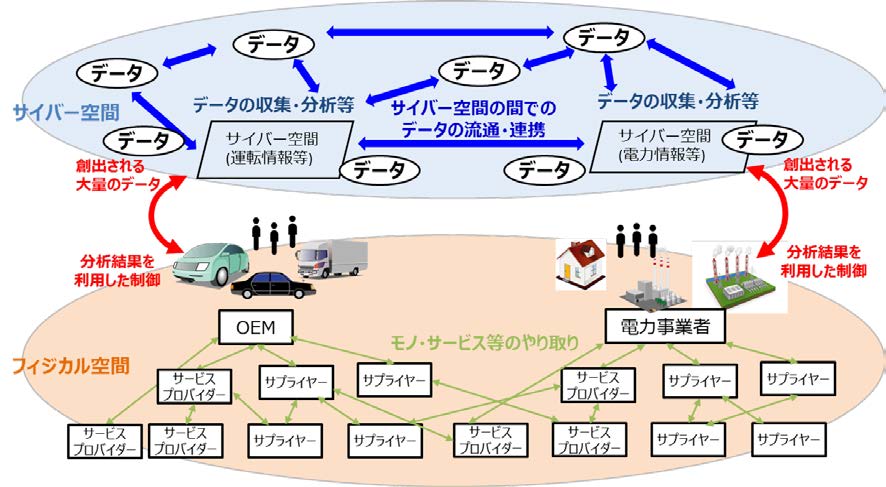 データ
データ
データ
データ
データの収集・分析等
サイバー空間の間での
データの流通・連携
データの収集・分析等
サイバー空間
データ
サイバー空間
(運転情報等)
サイバー空間
(電力情報等)
データ
データ
データ
創出される
大量のデータ
創出される
大量のデータ
分析結果を
利用した制御
分析結果を
利用した制御
OEM
電力事業者
モノ・サービス等のやり取り
フィジカル空間
サービス
プロバイダー
サプライヤー
サプライヤー
サービス
プロバイダー
サプライヤー
サプライヤー
サービス
プロバイダー
サービス
プロバイダー
サプライヤー
サプライヤー
サービス
プロバイダー
サービス
プロバイダー
サプライヤー
サプライヤー